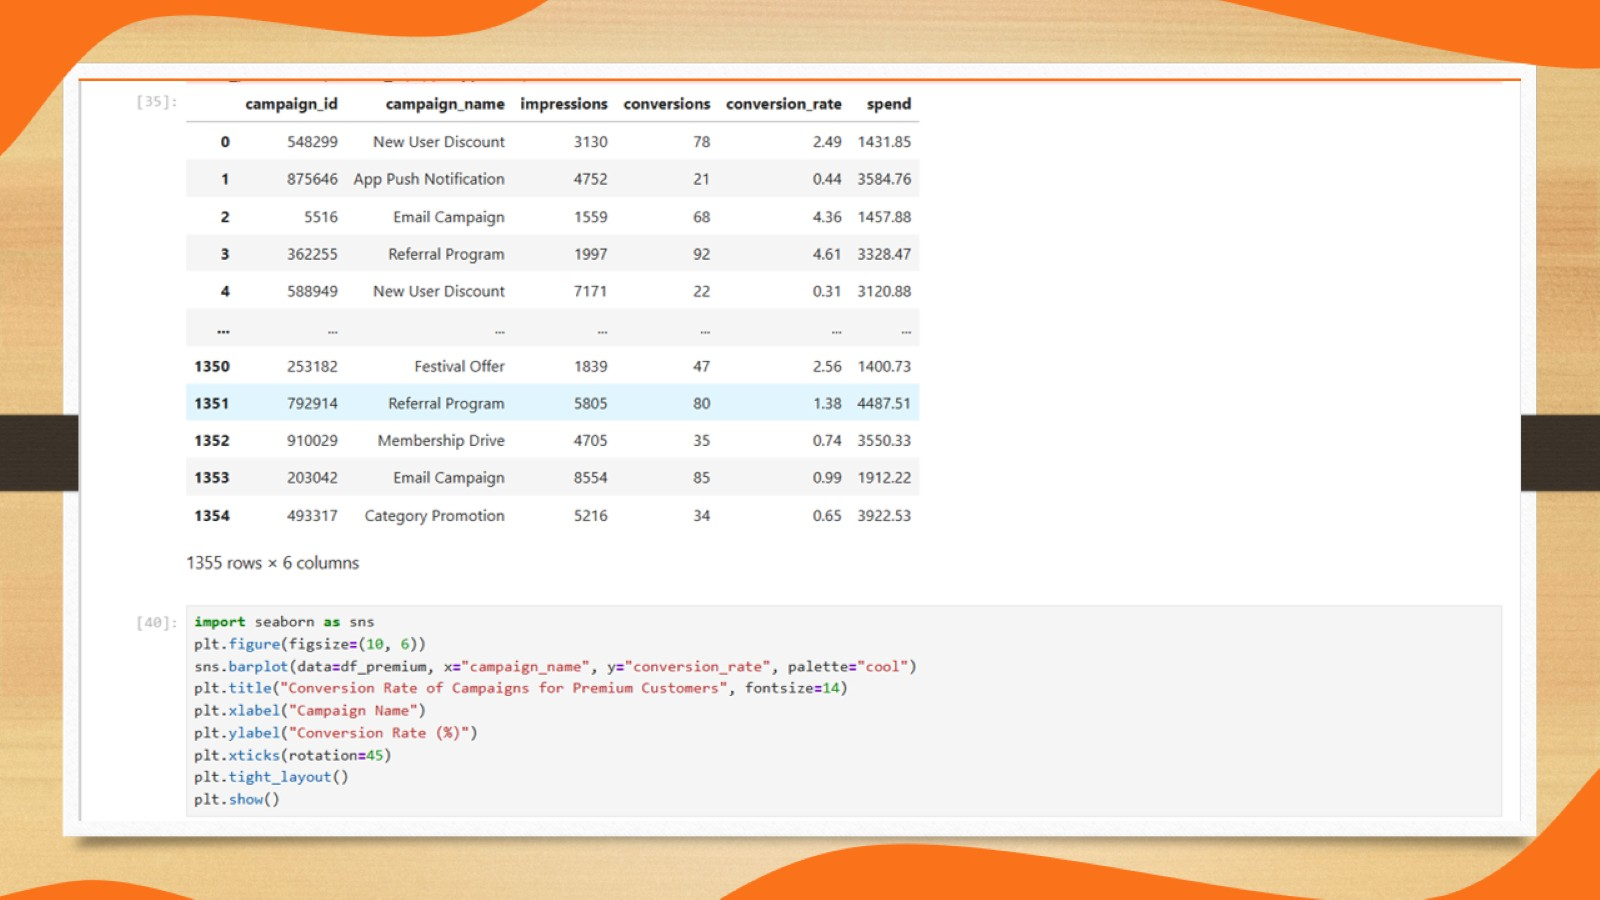 [35]:
campaign_id campaign_name impressions conversions conversion_rate spend
0 548299 New User Discount 3130 78 2.49 1431.85
1 875646 App Push Notification 4752 21 0.44 3584.76
2 5516 Email Campaign 1559 68 4.36 1457.88
3 362255 Referral Program 1997 92 4.61 3328.47
4 588949 New User Discount 7171 22 0.31 3120.88
... ... ... ... ... ... ...
1350 253182 Festival Offer 1839 47 2.56 1400.73
1351 792914 Referral Program 5805 80 1.38 4487.51
1352 910029 Membership Drive 4705 35 0.74 3550.33
1353 203042 Email Campaign 8554 85 0.99 1912.22
1354 493317 Category Promotion 5216 34 0.65 3922.53
1355 rows × 6 columns
[40]:
import seaborn as sns
plt.figure(figsize=(10, 6))
sns.barplot(data=df_premium, x="campaign_name", y="conversion_rate", palette="cool")
plt.title("Conversion Rate of Campaigns for Premium Customers", fontsize=14)
plt.xlabel("Campaign Name")
plt.ylabel("Conversion Rate (%)")
plt.xticks(rotation=45)
plt.tight_layout()
plt.show()